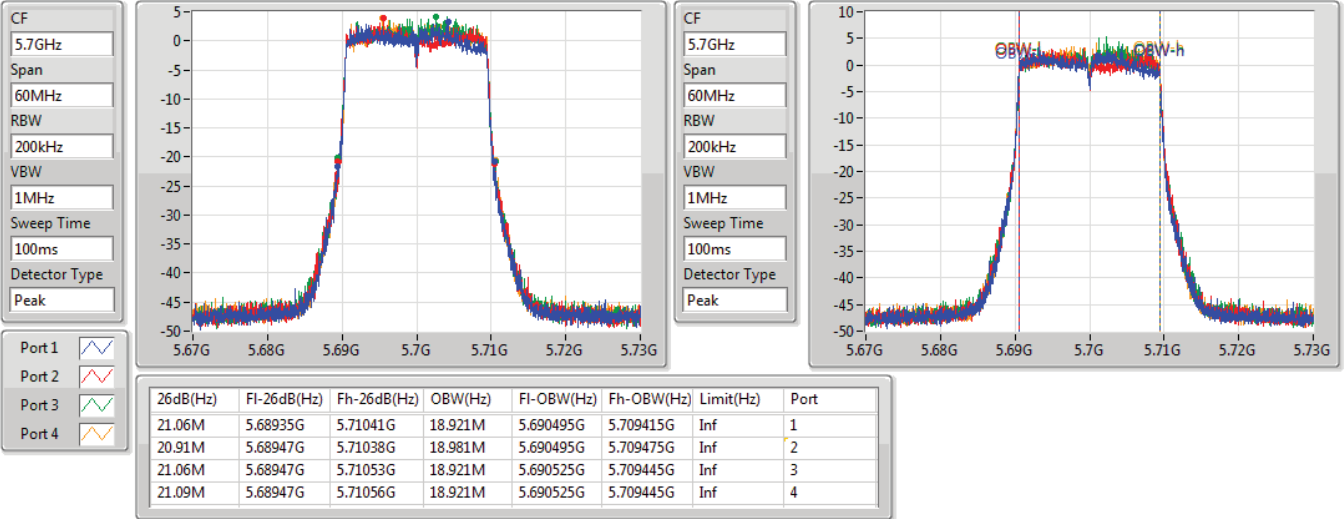 CF
5.7GHz
Span
60MHz
RBW
200kHz
VBW
1MHz
Sweep Time
100ms
Detector Type
Peak
5
0
-5
-10
-15
-20
-25
-30
-35
-40
-45
-50
5.67G 5.68G 5.69G 5.7G 5.71G 5.72G 5.73G
CF
5.7GHz
Span
60MHz
RBW
200kHz
VBW
1MHz
Sweep Time
100ms
Detector Type
Peak
10
5
0
-5
-10
-15
-20
-25
-30
-35
-40
-45
-50
OBW-l OBW-h
5.67G 5.68G 5.69G 5.7G 5.71G 5.72G 5.73G
Port 1
Port 2
Port 3
Port 4
26dB(Hz) Fl-26dB(Hz) Fh-26dB(Hz) OBW(Hz) Fl-OBW(Hz) Fh-OBW(Hz) Limit(Hz) Port
21.06M 5.68935G 5.71041G 18.921M 5.690495G 5.709415G Inf 1
20.91M 5.68947G 5.71038G 18.981M 5.690495G 5.709475G Inf 2
21.06M 5.68947G 5.71053G 18.921M 5.690525G 5.709445G Inf 3
21.09M 5.68947G 5.71056G 18.921M 5.690525G 5.709445G Inf 4